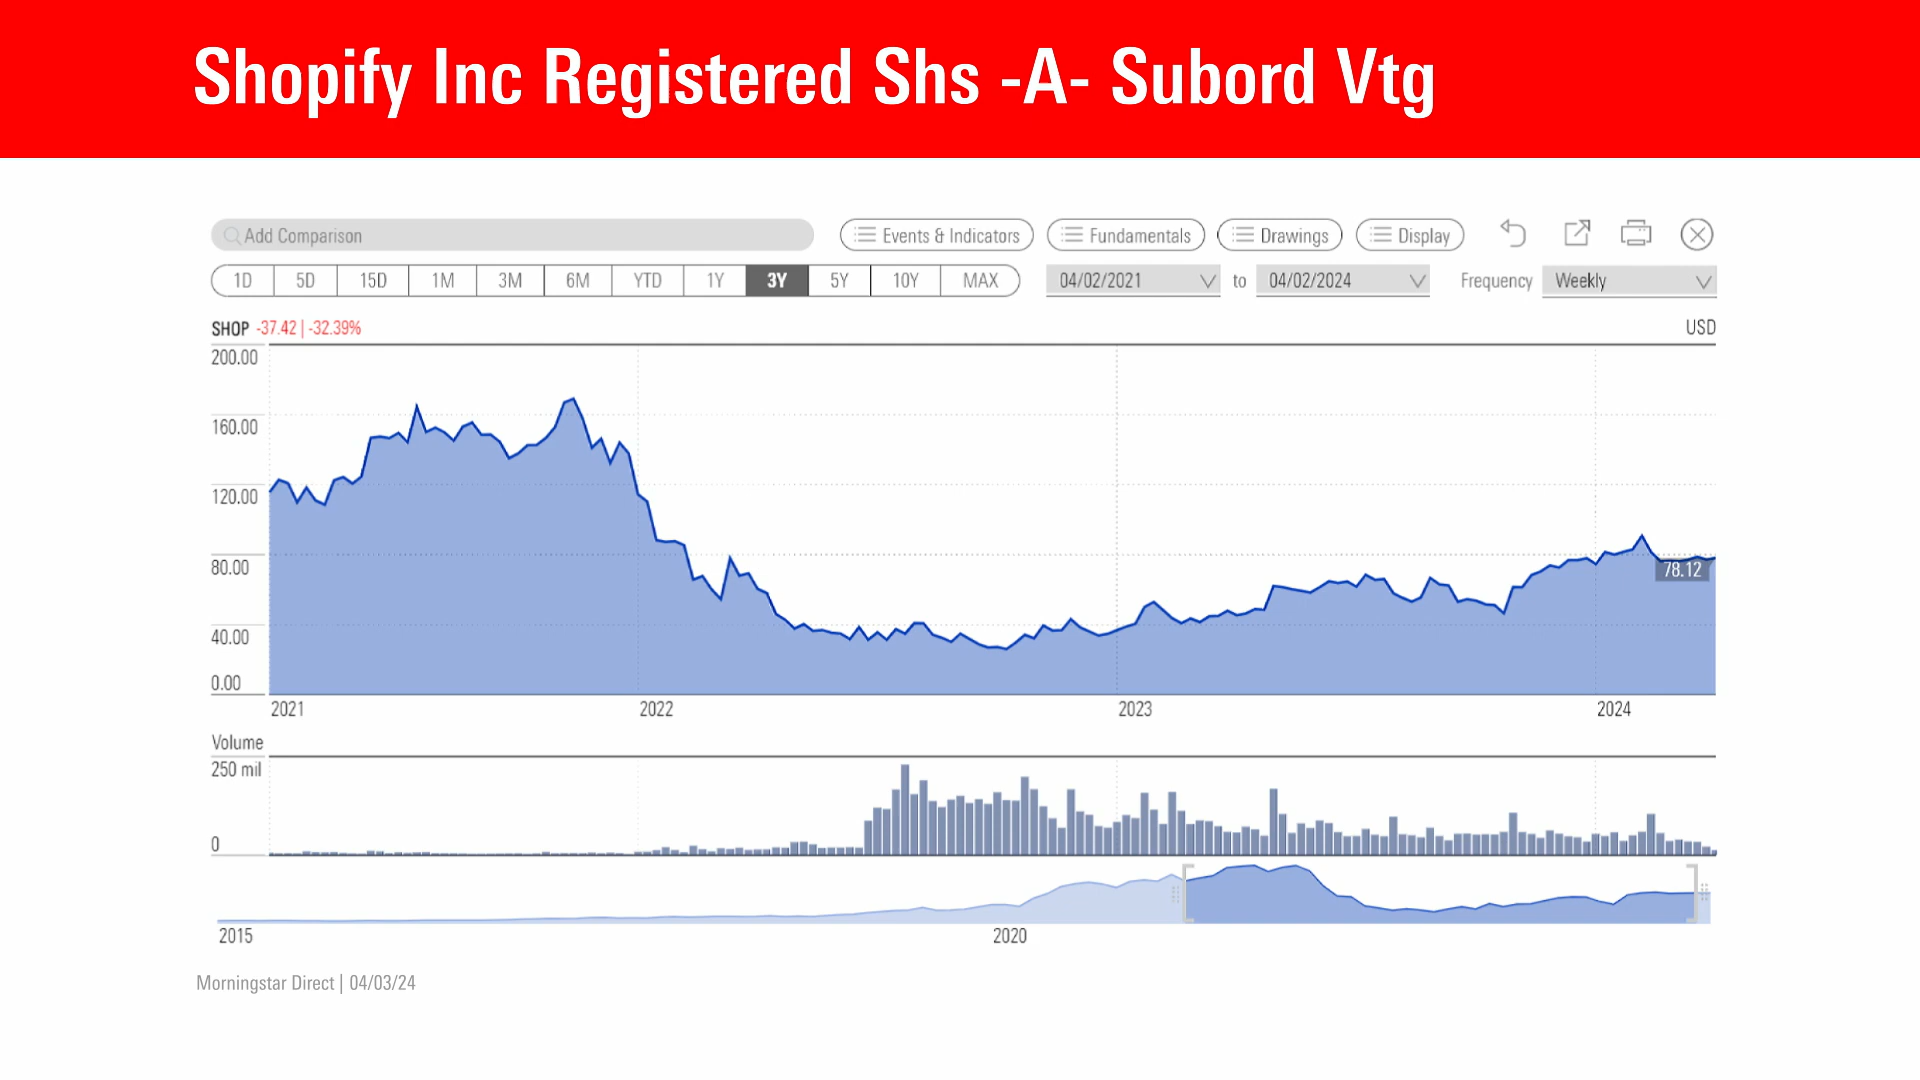 Shopify Inc Registered Shs -A- Subord Vtg
Add Comparison Events & Indicators Fundamentals Drawings Display
1D 5D 15D 1M 3M 6M YTD 1Y 3Y 5Y 10Y MAX 04/02/2021 to 04/02/2024 Frequency Weekly
SHOP -37.42 | -32.39% USD
200.00
160.00
120.00
80.00
78.12
40.00
0.00
2021 2022 2023 2024
Volume
250 mil
0
2015 2020
Morningstar Direct | 04/03/24